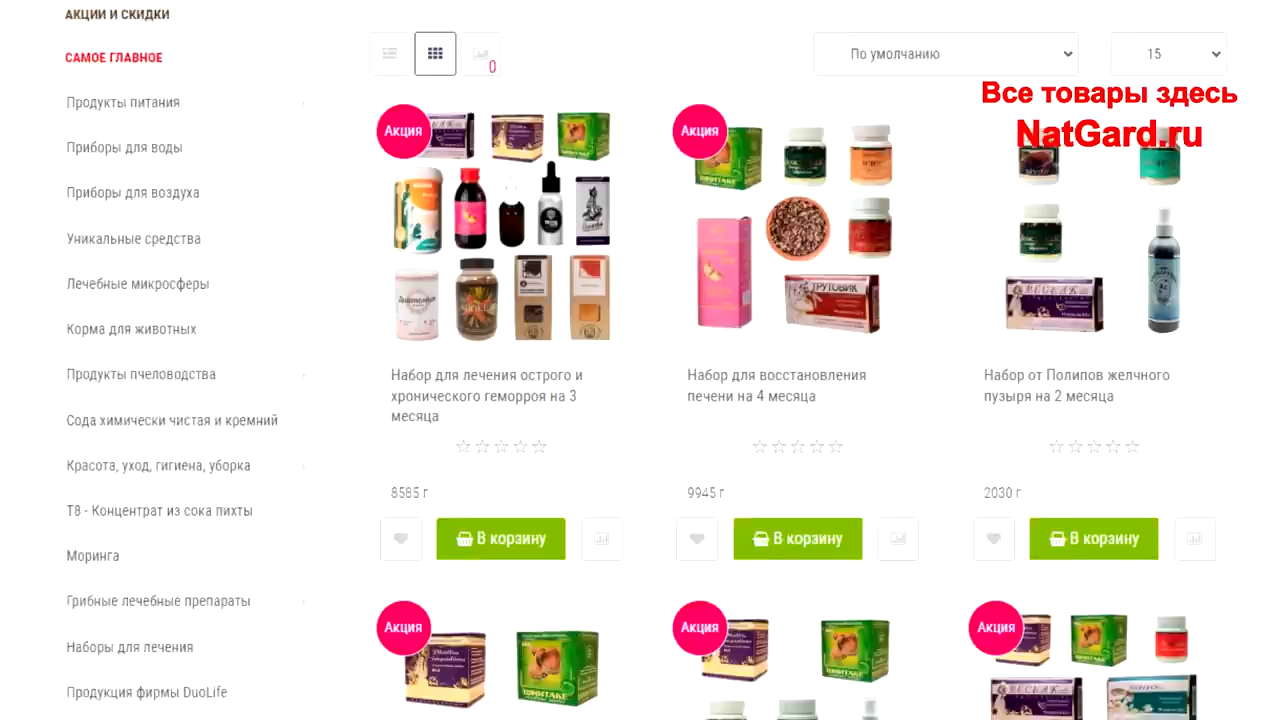 АКЦИИ И СКИДКИ
САМОЕ ГЛАВНОЕ
Продукты питания
Приборы для воды
Приборы для воздуха
Уникальные средства
Лечебные микросферы
Корма для животных
Продукты пчеловодства
Сода химически чистая и кремний
Красота, уход, гигиена, уборка
Т8 - Концентрат из сока пихты
Моринга
Грибные лечебные препараты
Наборы для лечения
Продукция фирмы DuoLife
0
По умолчанию
15
Все товары здесь
NatGard.ru
Акция
Акция
Набор для лечения острого и
хронического геморроя на 3
месяца
8585 г
В корзину
ТРУТОВИК
Набор для восстановления
печени на 4 месяца
9945 г
В корзину
ВЕСЬЛК
Набор от Полипов желчного
пузыря на 2 месяца
2030 г
В корзину
Акция
ШИИТАКЕ
Акция
Акция